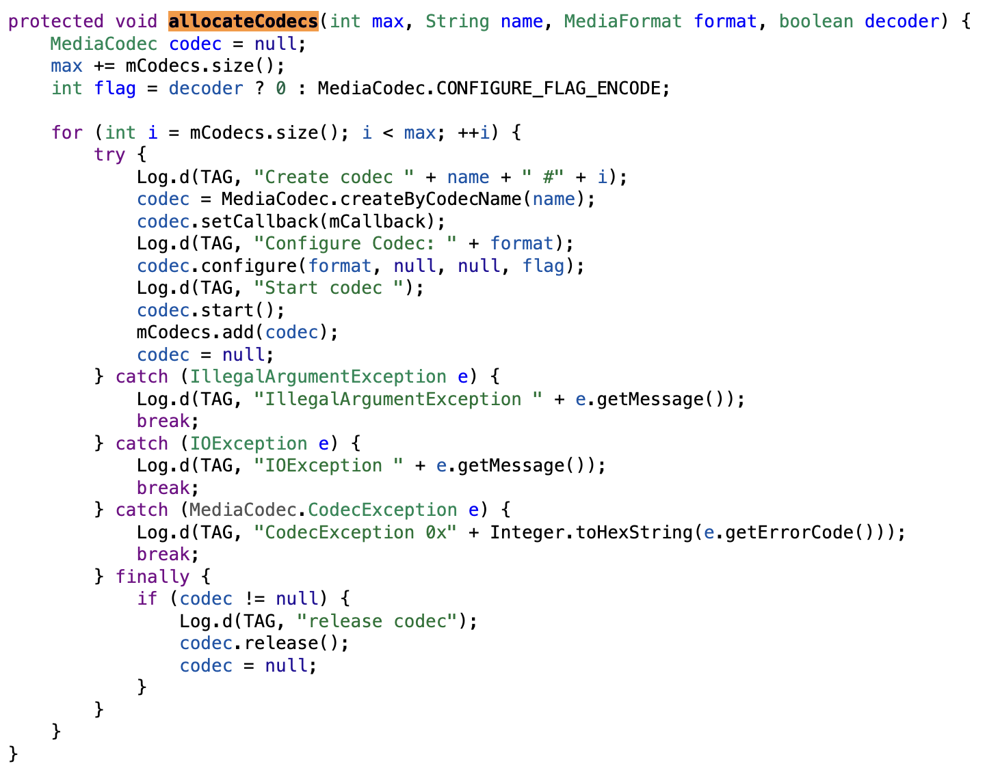 protected void allocateCodecs(int max, String name, MediaFormat format, boolean decoder) {
    MediaCodec codec = null;
    max += mCodecs.size();
    int flag = decoder ? 0 : MediaCodec.CONFIGURE_FLAG_ENCODE;

    for (int i = mCodecs.size(); i < max; ++i) {
        try {
            Log.d(TAG, "Create codec " + name + " #" + i);
            codec = MediaCodec.createByCodecName(name);
            codec.setCallback(mCallback);
            Log.d(TAG, "Configure Codec: " + format);
            codec.configure(format, null, null, flag);
            Log.d(TAG, "Start codec ");
            codec.start();
            mCodecs.add(codec);
            codec = null;
        } catch (IllegalArgumentException e) {
            Log.d(TAG, "IllegalArgumentException " + e.getMessage());
            break;
        } catch (IOException e) {
            Log.d(TAG, "IOException " + e.getMessage());
            break;
        } catch (MediaCodec.CodecException e) {
            Log.d(TAG, "CodecException 0x" + Integer.toHexString(e.getErrorCode()));
            break;
        } finally {
            if (codec != null) {
                Log.d(TAG, "release codec");
                codec.release();
                codec = null;
            }
        }
    }
}